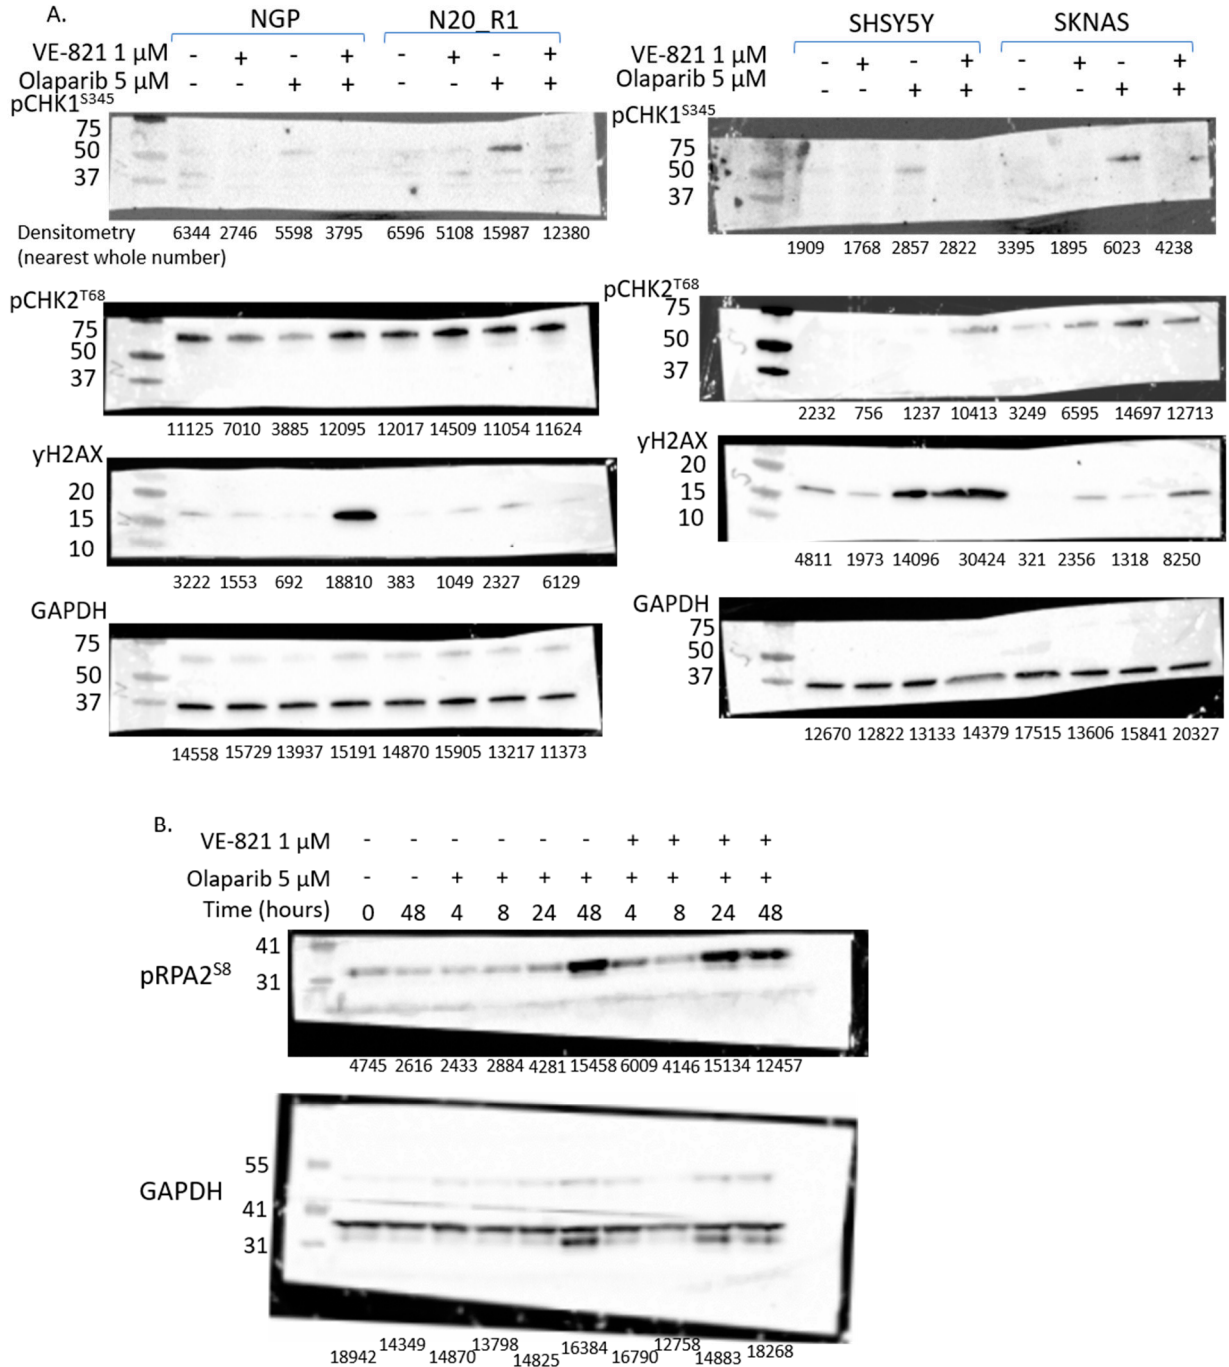 A.
NGP N20_R1
VE-821 1 µM - + - + - + - +
Olaparib 5 µM - - + + - - + +
pCHK1S345
75
50
37
Densitometry
(nearest whole number)
6344 2746 5598 3795 6596 5108 15987 12380
pCHK2T68
75
50
37
11125 7010 3885 12095 12017 14509 11054 11624
yH2AX
20
15
10
3222 1553 692 18810 383 1049 2327 6129
GAPDH
75
50
37
14558 15729 13937 15191 14870 15905 13217 11373
SHSY5Y SKNAS
VE-821 1 µM - + - + - + - +
Olaparib 5 µM - - + + - - + +
pCHK1S345
75
50
37
1909 1768 2857 2822 3395 1895 6023 4238
pCHK2T68
75
50
37
2232 756 1237 10413 3249 6595 14697 12713
yH2AX
20
15
10
4811 1973 14096 30424 321 2356 1318 8250
GAPDH
75
50
37
12670 12822 13133 14379 17515 13606 15841 20327
B.
VE-821 1 µM - - - - - - + + + +
Olaparib 5 µM - - + + + + + + + +
Time (hours) 0 48 4 8 24 48 4 8 24 48
pRPA2S8
41
31
4745 2616 2433 2884 4281 15458 6009 4146 15134 12457
GAPDH
55
41
31
18942 14349 14870 13798 14825 16384 16790 12758 14883 18268